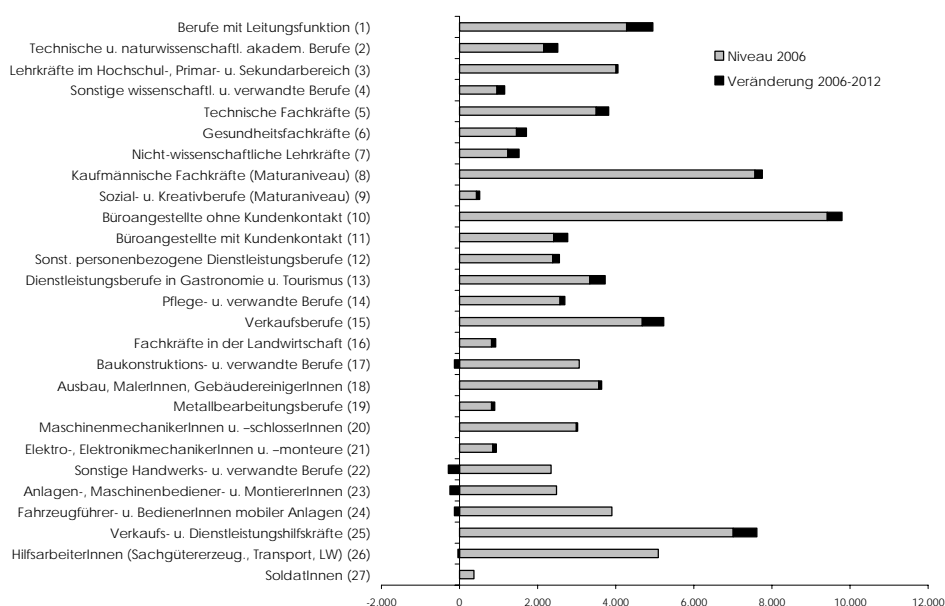 Berufe mit Leitungsfunktion (1)
Technische u. naturwissenschaftl. akadem. Berufe (2)
Lehrkräfte im Hochschul-, Primar- u. Sekundarbereich (3)
Sonstige wissenschaftl. u. verwandte Berufe (4)
Technische Fachkräfte (5)
Gesundheitsfachkräfte (6)
Nicht-wissenschaftliche Lehrkräfte (7)
Kaufmännische Fachkräfte (Maturaniveau) (8)
Sozial- u. Kreativberufe (Maturaniveau) (9)
Büroangestellte ohne Kundenkontakt (10)
Büroangestellte mit Kundenkontakt (11)
Sonst. personenbezogene Dienstleistungsberufe (12)
Dienstleistungsberufe in Gastronomie u. Tourismus (13)
Pflege- u. verwandte Berufe (14)
Verkaufsberufe (15)
Fachkräfte in der Landwirtschaft (16)
Baukonstruktions- u. verwandte Berufe (17)
Ausbau, MalerInnen, GebäudereinigerInnen (18)
Metallbearbeitungsberufe (19)
MaschinenmechanikerInnen u. –schlosserInnen (20)
Elektro-, ElektronikmechanikerInnen u. –monteure (21)
Sonstige Handwerks- u. verwandte Berufe (22)
Anlagen-, Maschinenbediener- u. MontiererInnen (23)
Fahrzeugführer- u. BedienerInnen mobiler Anlagen (24)
Verkaufs- u. Dienstleistungshilfskräfte (25)
HilfsarbeiterInnen (Sachgütererzeug., Transport, LW) (26)
SoldatInnen (27)
Niveau 2006
Veränderung 2006-2012
-2.000 0 2.000 4.000 6.000 8.000 10.000 12.000